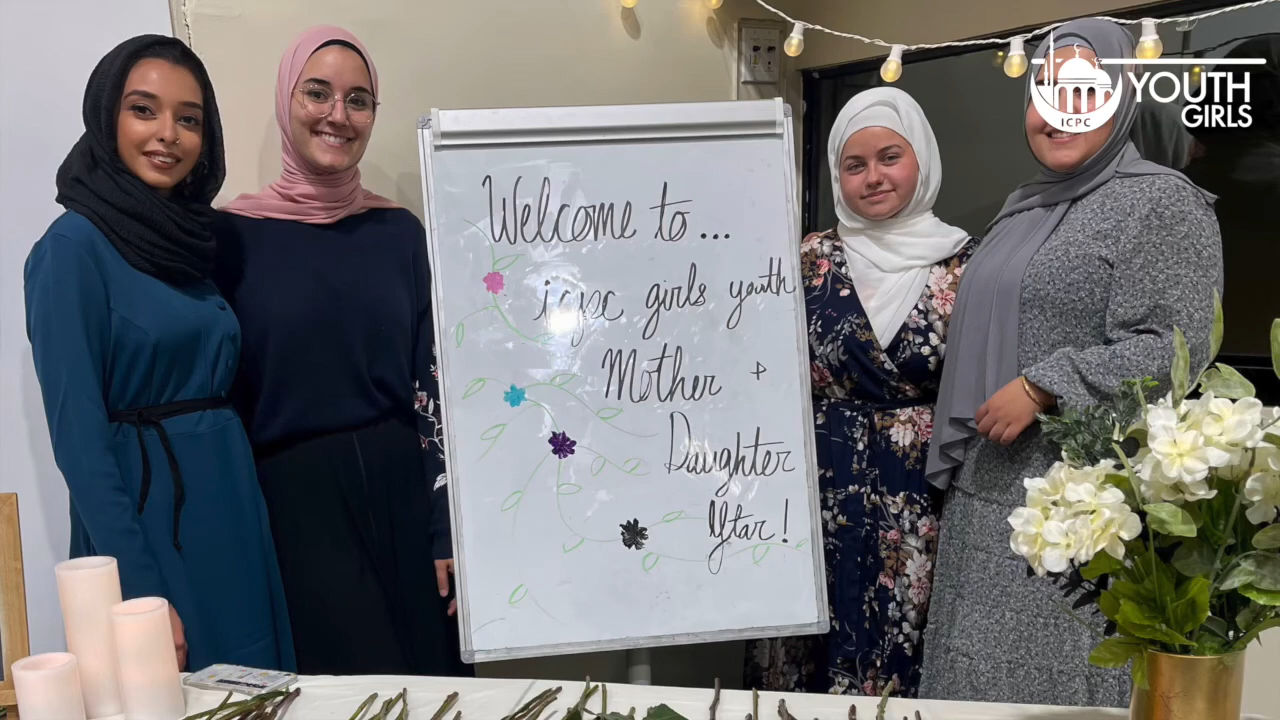 Welcome to...
icpc girls youth
Mother &
Daughter
Iftar!
ICPC
YOUTH
GIRLS